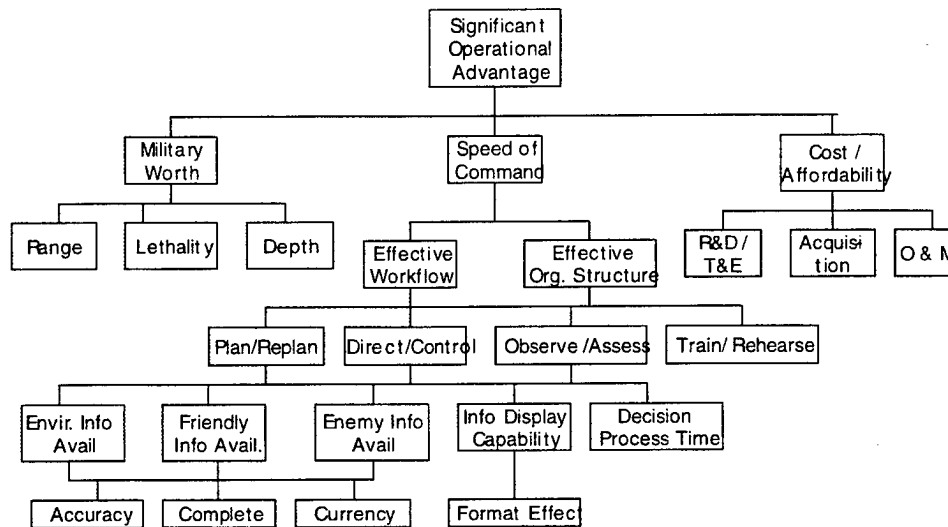 Significant
Operational
Advantage
Military
Worth
Speed of
Command
Cost /
Affordability
Range
Lethality
Depth
Effective
Workflow
Effective
Org. Structure
R&D /
T&E
Acquisi
tion
O & M
Plan/Replan
Direct/Control
Observe/Assess
Train/ Rehearse
Envir. Info
Avail
Friendly
Info Avail.
Enemy Info
Avail
Info Display
Capability
Decision
Process Time
Accuracy
Complete
Currency
Format Effect